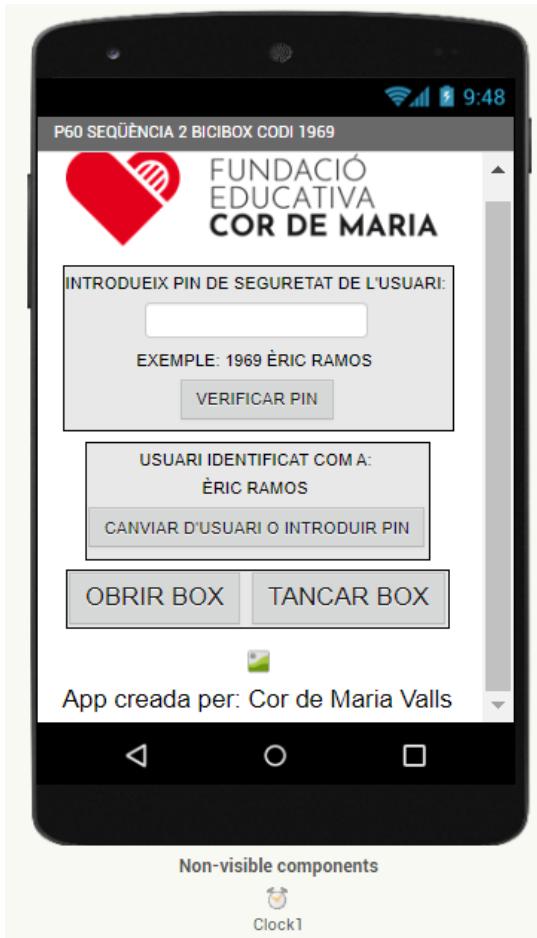 9:48
P60 SEQÜÈNCIA 2 BICIBOX CODI 1969
FUNDACIÓ
EDUCATIVA
COR DE MARIA
INTRODUEIX PIN DE SEGURETAT DE L'USUARI:
EXEMPLE: 1969 ÈRIC RAMOS
VERIFICAR PIN
USUARI IDENTIFICAT COM A:
ÈRIC RAMOS
CANVIAR D'USUARI O INTRODUIR PIN
OBRIR BOX TANCAR BOX
App creada per: Cor de Maria Valls
Non-visible components
Clock1